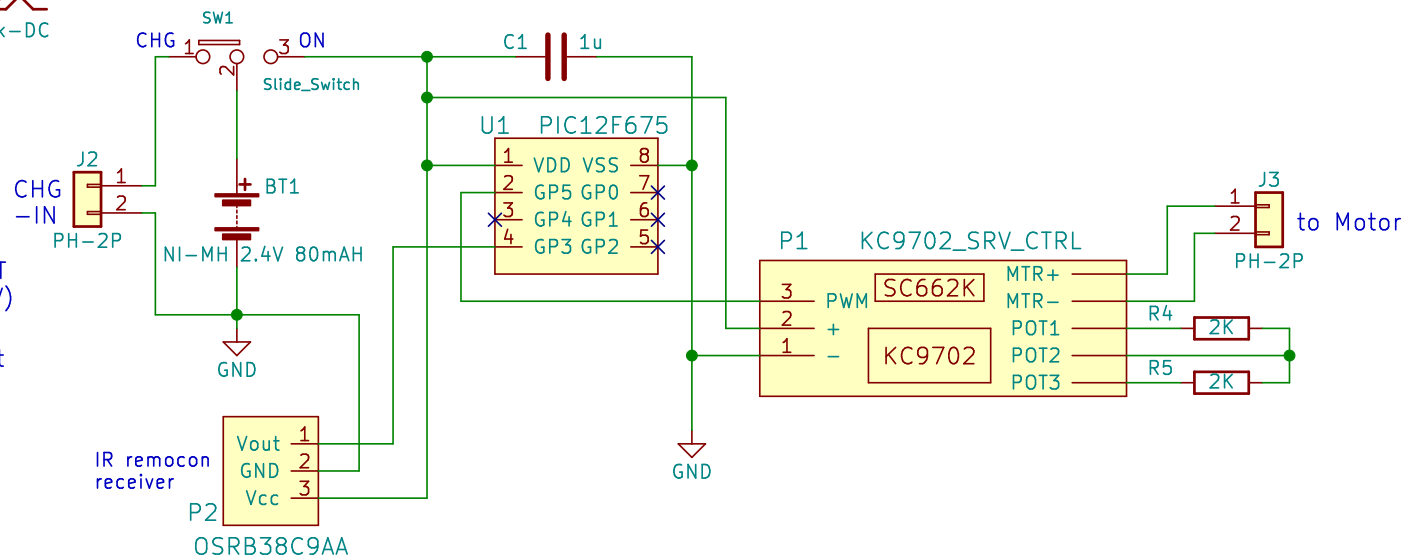 k-DC
SW1
CHG
1
2
3
ON
Slide_Switch
C1
1u
U1
PIC12F675
1 VDD VSS 8
2 GP5 GP0 7
3 GP4 GP1 6
4 GP3 GP2 5
J2
CHG
-IN
1
2
PH-2P
+
BT1
NI-MH 2.4V 80mAH
T
)
t
GND
IR remocon
receiver
Vout 1
GND 2
Vcc 3
P2
OSRB38C9AA
GND
P1
KC9702_SRV_CTRL
3 PWM
2 +
1 -
SC662K
KC9702
MTR+
MTR-
POT1
POT2
POT3
J3
1
2
to Motor
PH-2P
R4
2K
R5
2K